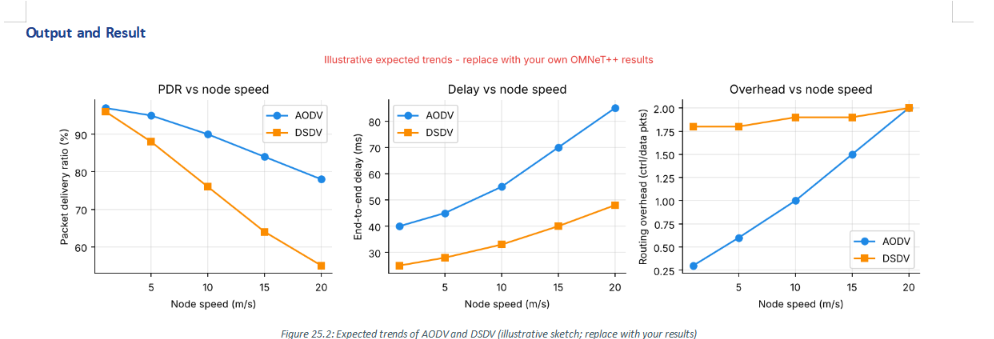 Output and Result
Illustrative expected trends - replace with your own OMNeT++ results
PDR vs node speed
Packet delivery ratio (%)
90
80
70
60
AODV
DSDV
5
10
15
20
Node speed (m/s)
Delay vs node speed
End-to-end delay (ms)
80
70
60
50
40
30
AODV
DSDV
5
10
15
20
Node speed (m/s)
Overhead vs node speed
Routing overhead (ctrl/data pkts)
2.00
1.75
1.50
1.25
1.00
0.75
0.50
0.25
AODV
DSDV
5
10
15
20
Node speed (m/s)
Figure 25.2: Expected trends of AODV and DSDV (illustrative sketch; replace with your results)